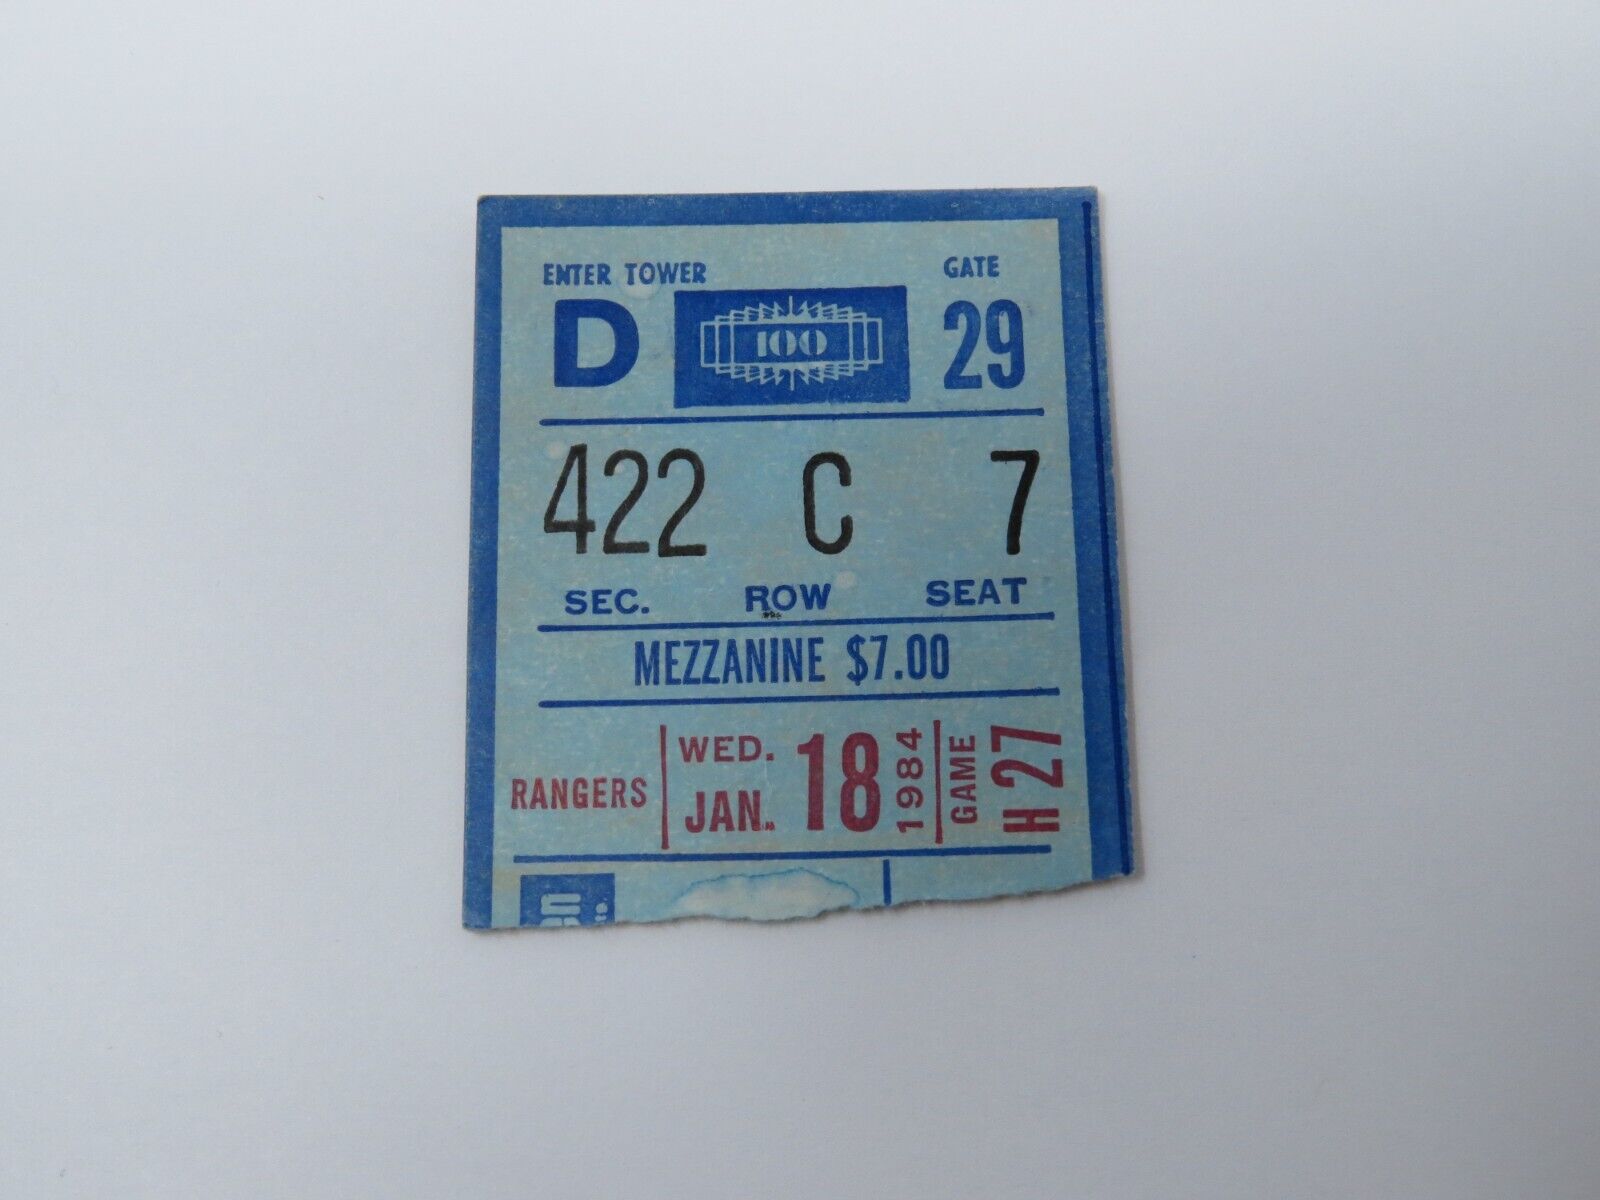 ENTER TOWER GATE
D 100 29
422 C 7
SEC. ROW SEAT
MEZZANINE $7.00
RANGERS
WED.
JAN. 18 1984
GAME H 27